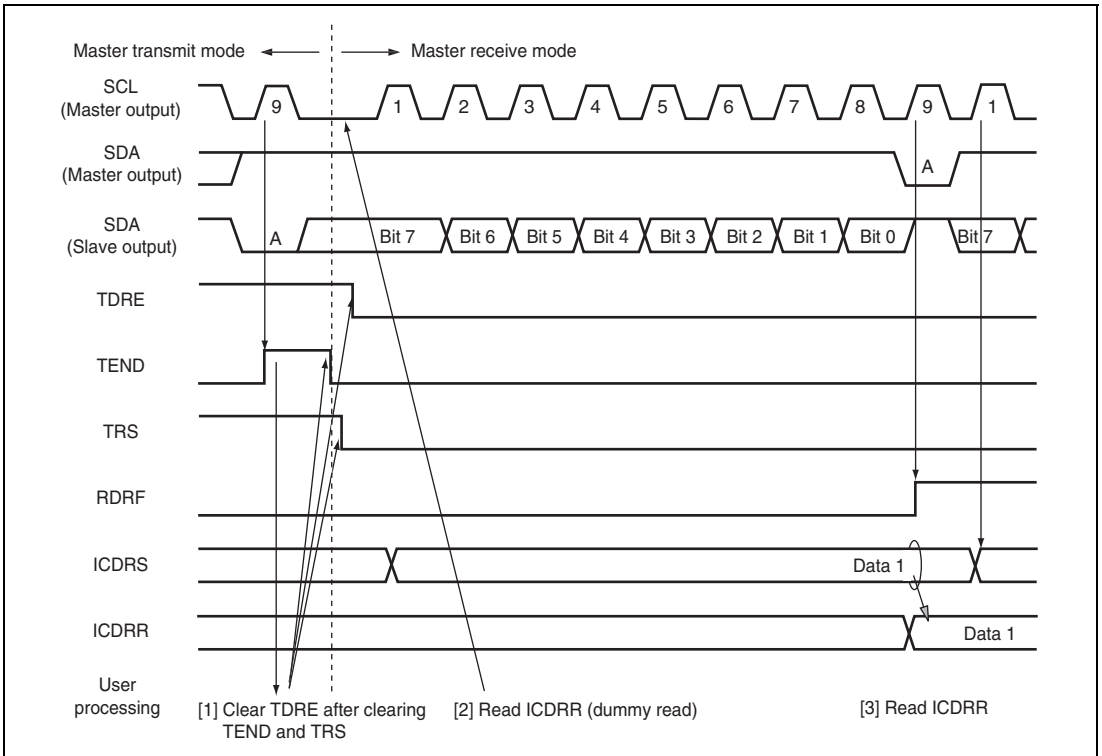 Master transmit mode
Master receive mode
SCL
(Master output)
9 1 2 3 4 5 6 7 8 9 1
SDA
(Master output)
A
SDA
(Slave output)
A Bit 7 Bit 6 Bit 5 Bit 4 Bit 3 Bit 2 Bit 1 Bit 0 Bit 7
TDRE
TEND
TRS
RDRF
ICDRS
Data 1
ICDRR
Data 1
User
processing
[1] Clear TDRE after clearing
TEND and TRS
[2] Read ICDRR (dummy read)
[3] Read ICDRR